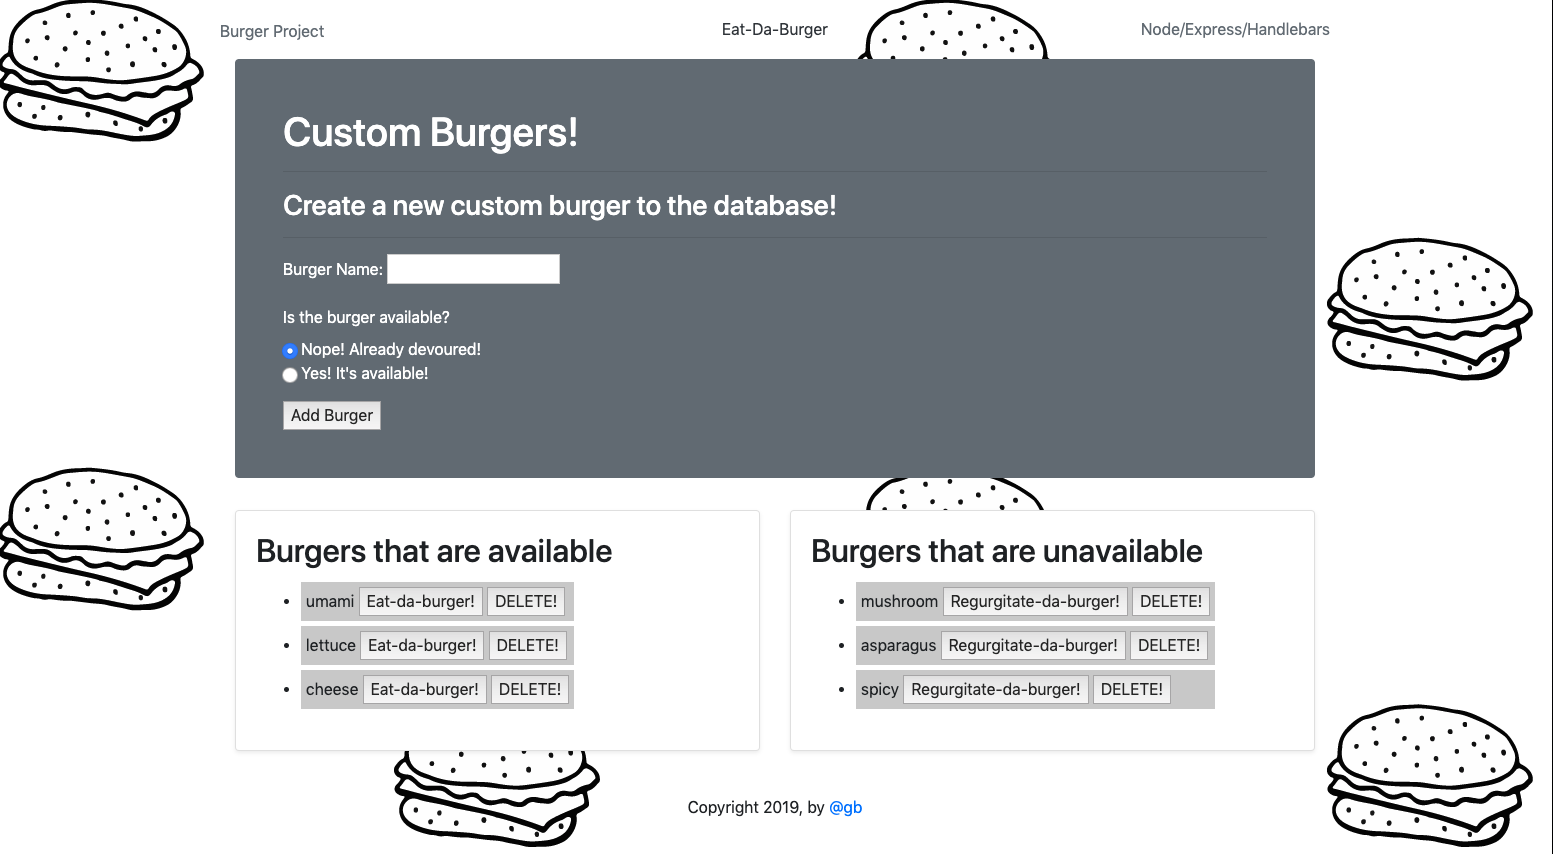 Burger Project
Eat-Da-Burger
Node/Express/Handlebars
Custom Burgers!
Create a new custom burger to the database!
Burger Name:
Is the burger available?
Nope! Already devoured!
Yes! It's available!
Add Burger
Burgers that are available
umami Eat-da-burger! DELETE!
lettuce Eat-da-burger! DELETE!
cheese Eat-da-burger! DELETE!
Burgers that are unavailable
mushroom Regurgitate-da-burger! DELETE!
asparagus Regurgitate-da-burger! DELETE!
spicy Regurgitate-da-burger! DELETE!
Copyright 2019, by @gb